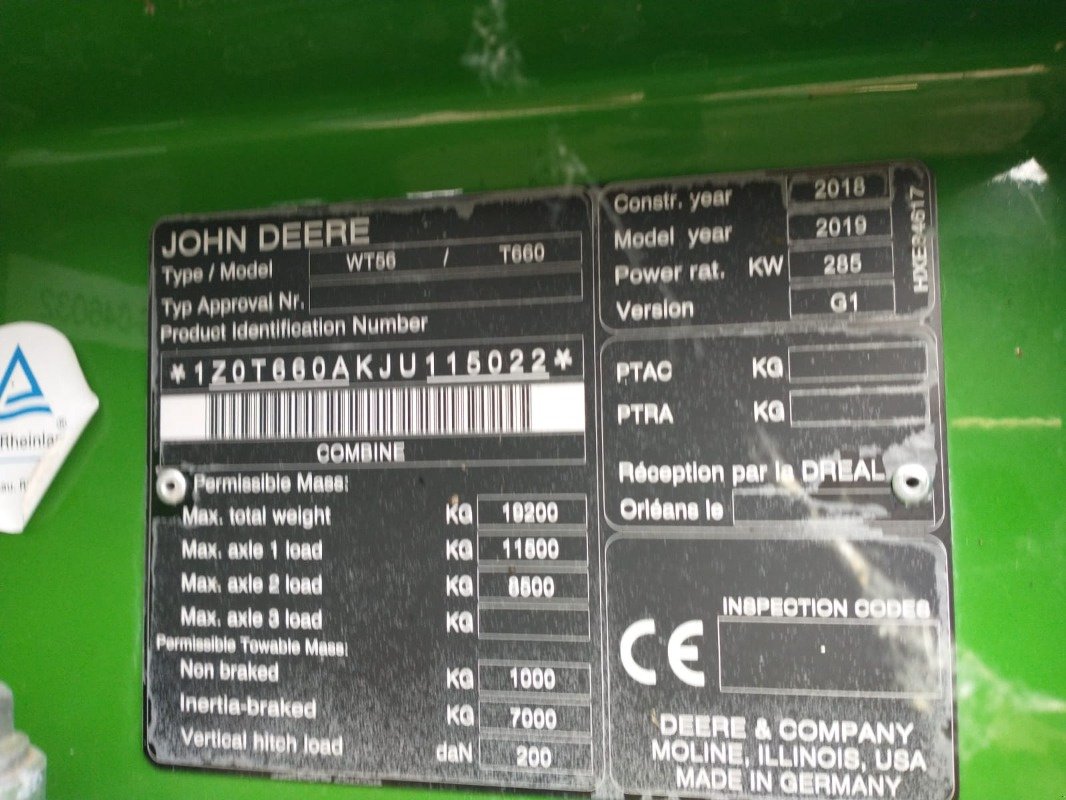 JOHN DEERE
Type / Model WT56 / T660
Typ Approval Nr.
Product Identification Number
*1Z0T660AKJU115022*
COMBINE
Permissible Mass:
Max. total weight KG 19200
Max. axle 1 load KG 11500
Max. axle 2 load KG 8500
Max. axle 3 load KG
Permissible Towable Mass:
Non braked KG 1000
Inertia-braked KG 7000
Vertical hitch load daN 200
Constr. year 2018
Model year 2019
Power rat. KW 285
Version G1
PTAC KG
PTRA KG
Réception par la DREAL
Orléans le
INSPECTION CODES
CE
DEERE & COMPANY
MOLINE, ILLINOIS, USA
MADE IN GERMANY